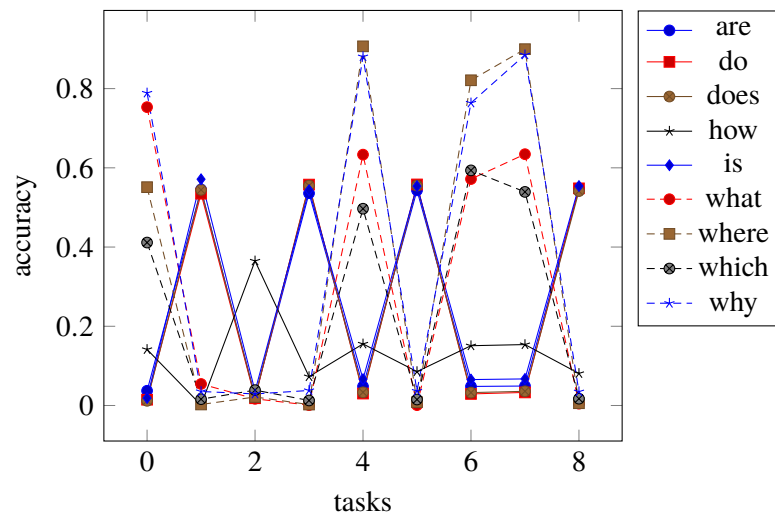 0.8
0.6
0.4
0.2
0
accuracy
0 2 4 6 8
tasks
are
do
does
how
is
what
where
which
why